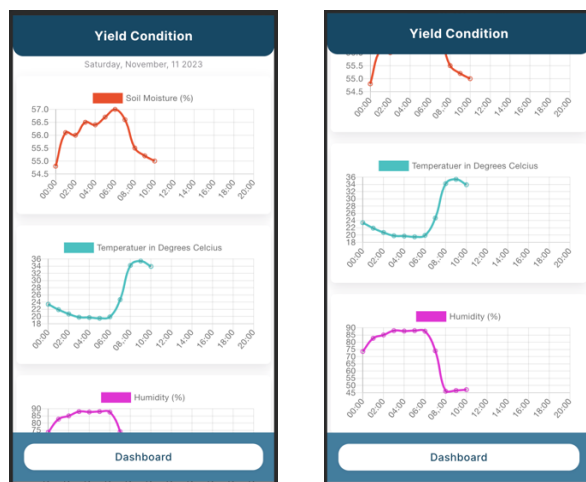 Yield Condition
Saturday, November, 11 2023
Soil Moisture (%)
57.0
56.5
56.0
55.5
55.0
54.5
00:00 02:00 04:00 06:00 08..00 10:00 12:00 14:00 16:00 18:00 20:00
Temperatuer in Degrees Celcius
36
34
32
30
28
26
24
22
20
18
00:00 02:00 04:00 06:00 08..00 10:00 12:00 14:00 16:00 18:00 20:00
Humidity (%)
90
85
80
75
Dashboard
Yield Condition
55.5
55.0
54.5
00:00 02:00 04:00 06:00 08..00 10:00 12:00 14:00 16:00 18:00 20:00
Temperatuer in Degrees Celcius
36
34
32
30
28
26
24
22
20
18
00:00 02:00 04:00 06:00 08..00 10:00 12:00 14:00 16:00 18:00 20:00
Humidity (%)
90
85
80
75
70
65
60
55
50
45
00:00 02:00 04:00 06:00 08..00 10:00 12:00 14:00 16:00 18:00 20:00
Dashboard